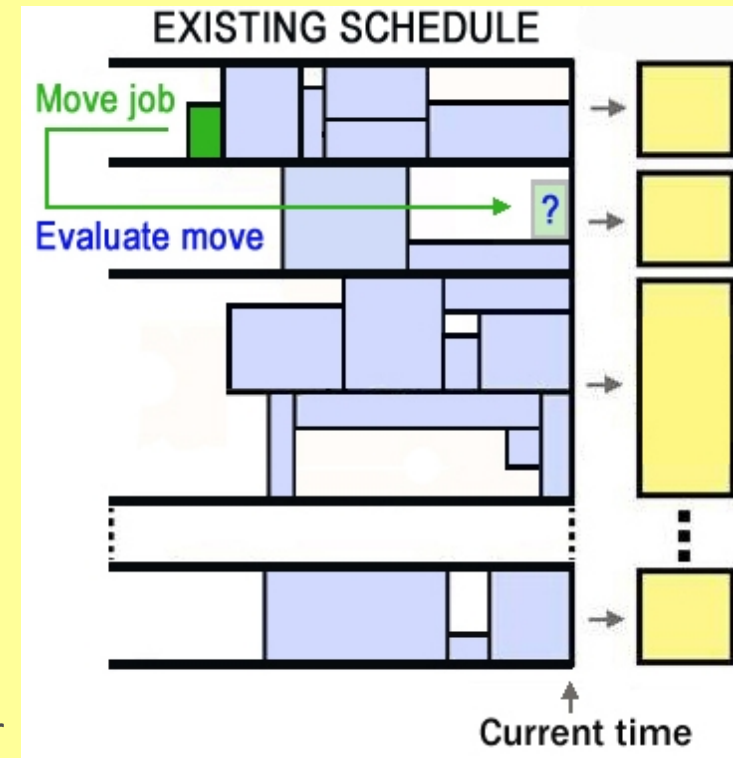 EXISTING SCHEDULE
Move job
?
Evaluate move
Current time